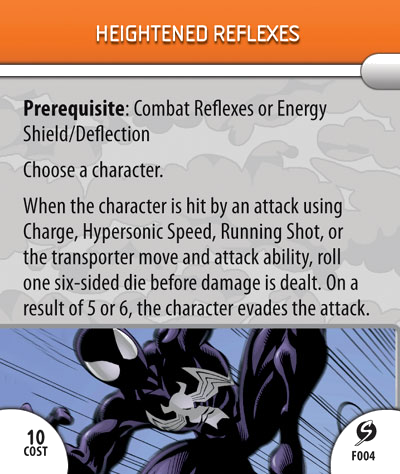 HEIGHTENED REFLEXES
Prerequisite: Combat Reflexes or Energy
Shield/Deflection
Choose a character.
When the character is hit by an attack using
Charge, Hypersonic Speed, Running Shot, or
the transporter move and attack ability, roll
one six-sided die before damage is dealt. On a
result of 5 or 6, the character evades the attack.
10
COST
F004